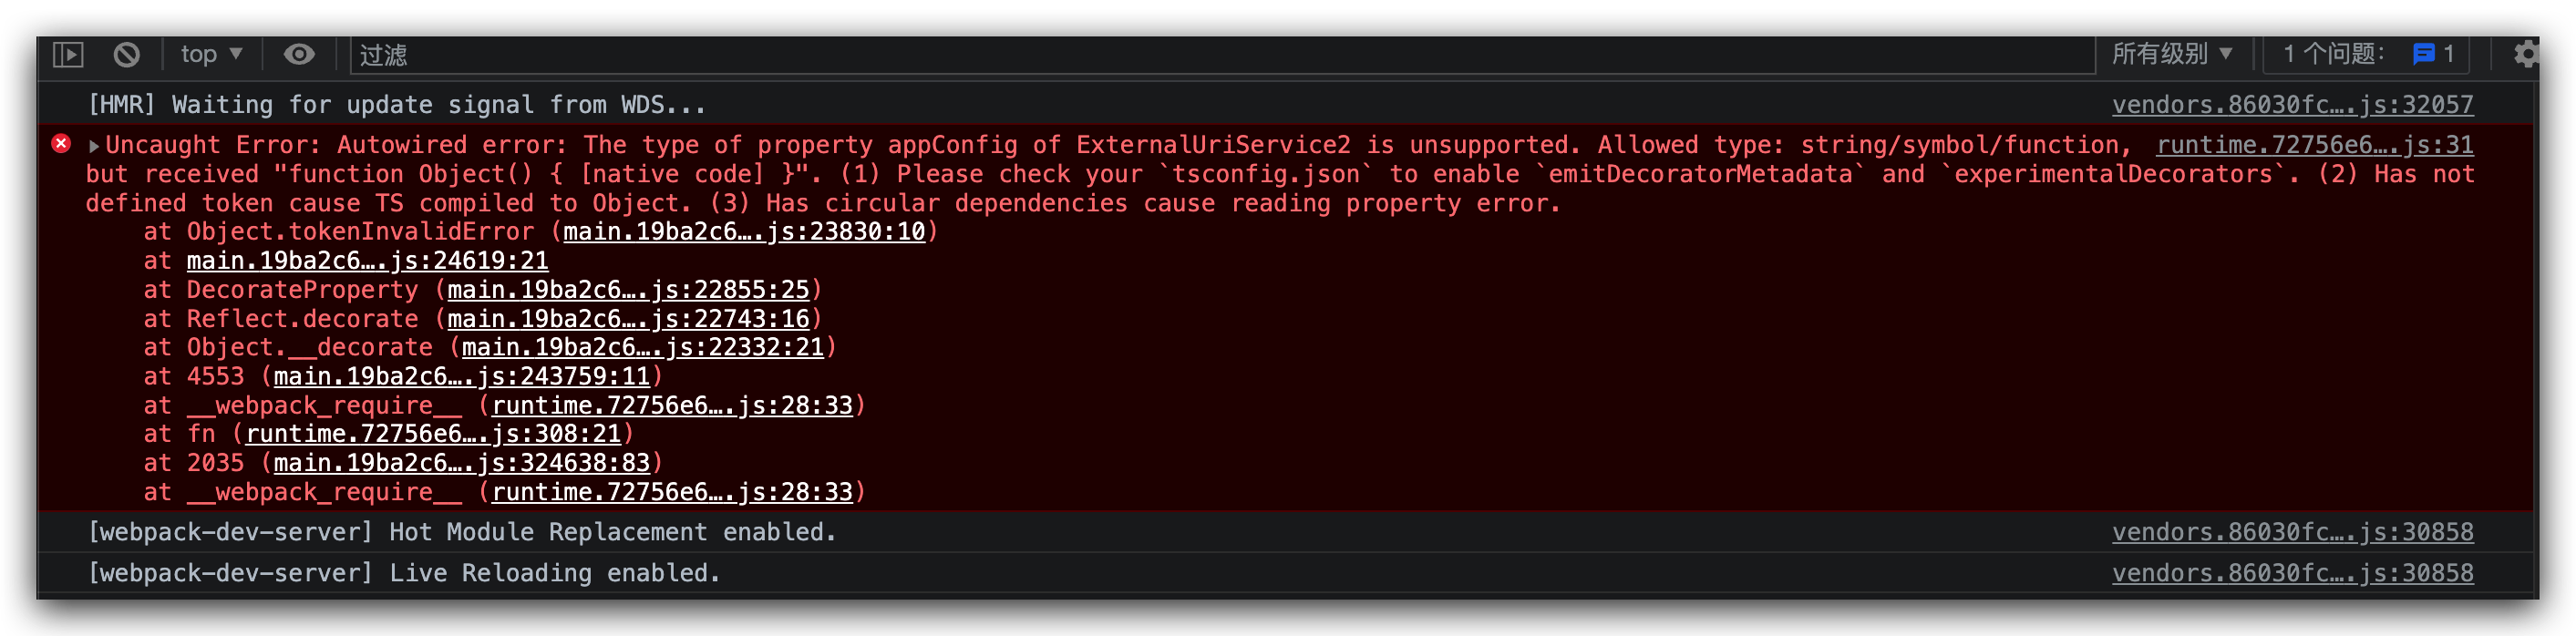 top 过滤 所有级别 1 个问题: 1
[HMR] Waiting for update signal from WDS... vendors.86030fc….js:32057
Uncaught Error: Autowired error: The type of property appConfig of ExternalUriService2 is unsupported. Allowed type: string/symbol/function, runtime.72756e6….js:31
but received "function Object() { [native code] }". (1) Please check your `tsconfig.json` to enable `emitDecoratorMetadata` and `experimentalDecorators`. (2) Has not
defined token cause TS compiled to Object. (3) Has circular dependencies cause reading property error.
at Object.tokenInvalidError (main.19ba2c6….js:23830:10)
at main.19ba2c6….js:24619:21
at DecorateProperty (main.19ba2c6….js:22855:25)
at Reflect.decorate (main.19ba2c6….js:22743:16)
at Object.__decorate (main.19ba2c6….js:22332:21)
at 4553 (main.19ba2c6….js:243759:11)
at __webpack_require__ (runtime.72756e6….js:28:33)
at fn (runtime.72756e6….js:308:21)
at 2035 (main.19ba2c6….js:324638:83)
at __webpack_require__ (runtime.72756e6….js:28:33)
[webpack-dev-server] Hot Module Replacement enabled. vendors.86030fc….js:30858
[webpack-dev-server] Live Reloading enabled. vendors.86030fc….js:30858